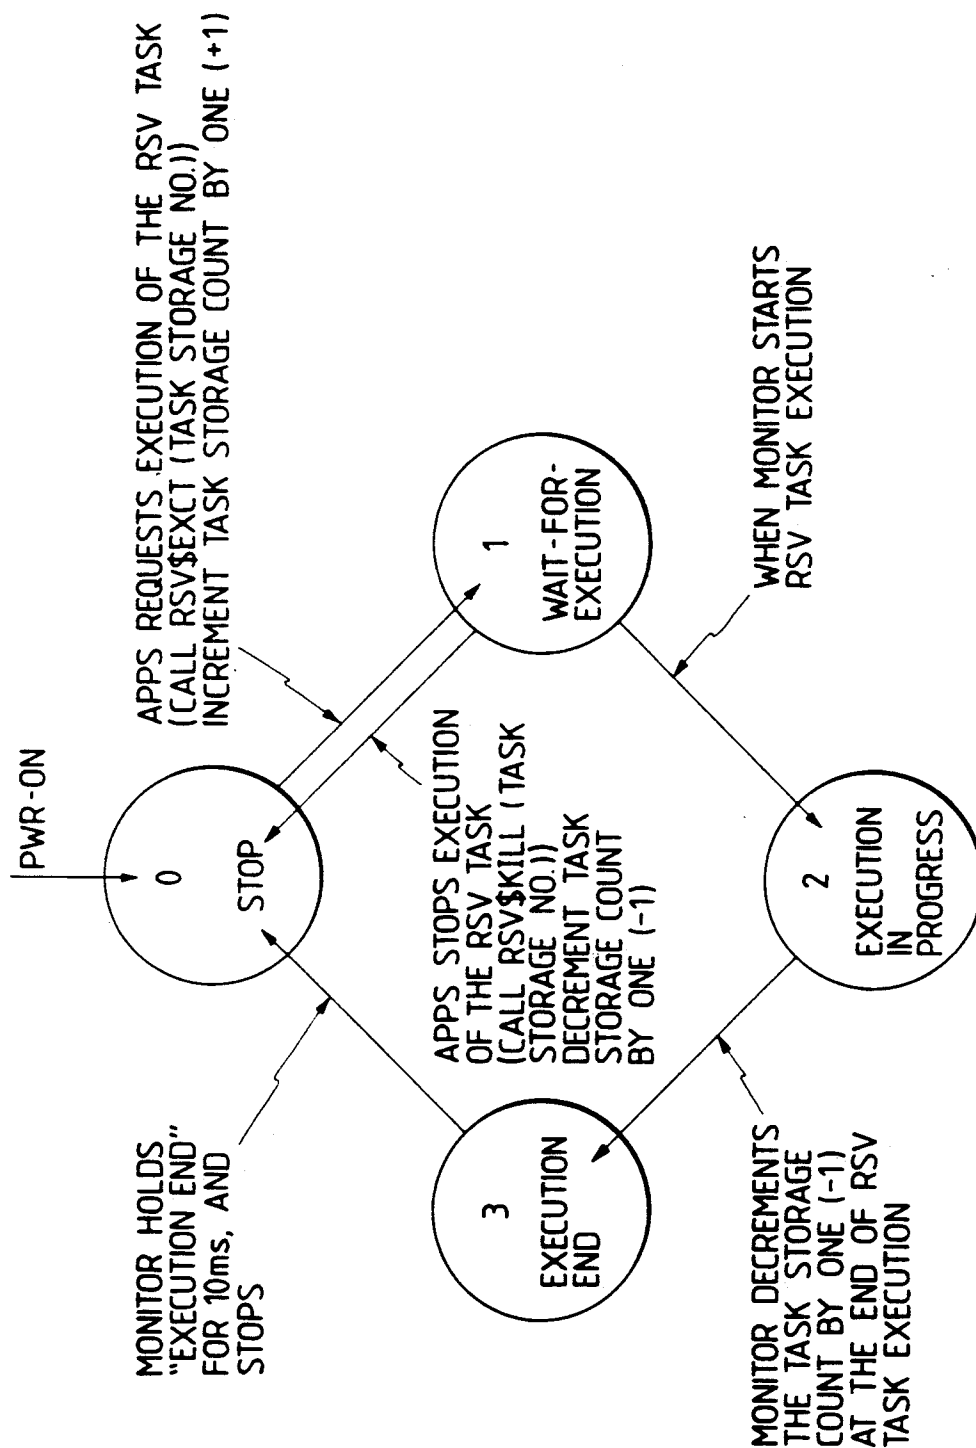 PWR-ON
0
STOP
APPS REQUESTS EXECUTION OF THE RSV TASK
(CALL RSV$EXCT (TASK STORAGE NO.))
INCREMENT TASK STORAGE COUNT BY ONE (+1)
MONITOR HOLDS
"EXECUTION END"
FOR 10ms, AND
STOPS
APPS STOPS EXECUTION
OF THE RSV TASK
(CALL RSV$KILL (TASK
STORAGE NO.))
DECREMENT TASK
STORAGE COUNT
BY ONE (-1)
3
EXECUTION
END
1
WAIT-FOR-
EXECUTION
MONITOR DECREMENTS
THE TASK STORAGE
COUNT BY ONE (-1)
AT THE END OF RSV
TASK EXECUTION
2
EXECUTION
IN
PROGRESS
WHEN MONITOR STARTS
RSV TASK EXECUTION